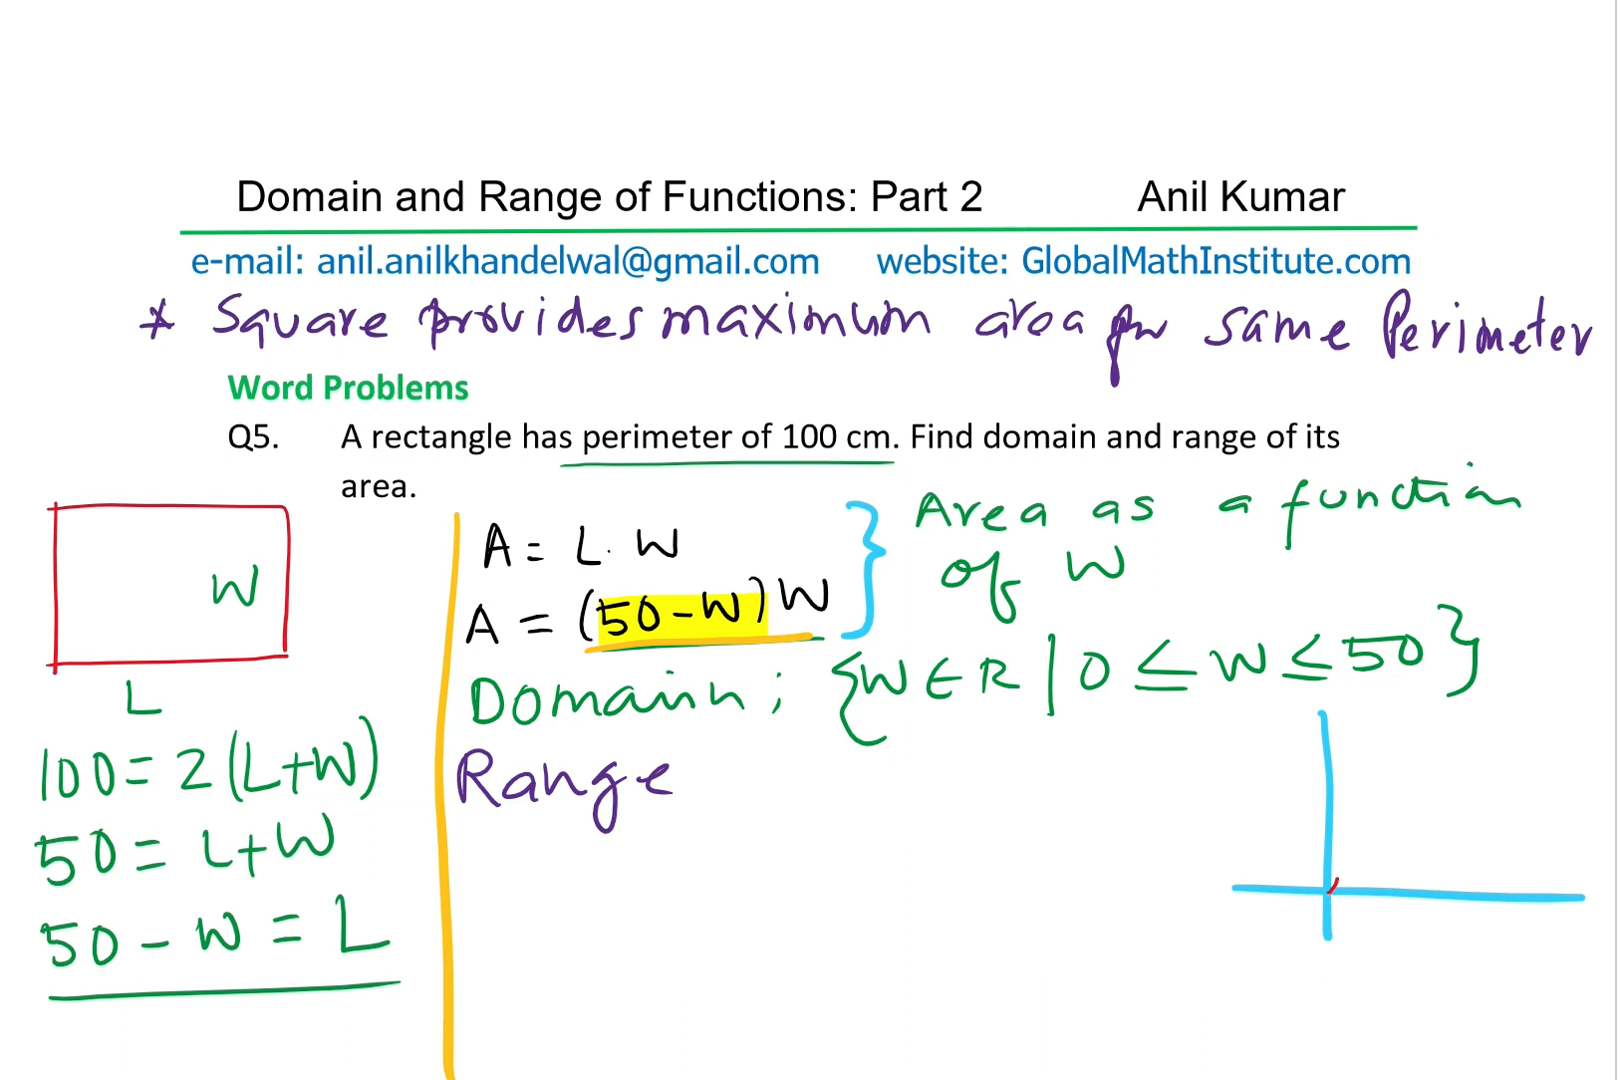 Domain and Range of Functions: Part 2 Anil Kumar
e-mail: anil.anilkhandelwal@gmail.com website: GlobalMathInstitute.com
* Square provides maximum area for same Perimeter
Word Problems
Q5. A rectangle has perimeter of 100 cm. Find domain and range of its
area.
W
L
100 = 2(L+W)
50 = L+W
50 - W = L
A = L. W
A = (50-W)W
Area as a function
of W
Domain; {W ∈ R | 0 ≤ W ≤ 50}
Range